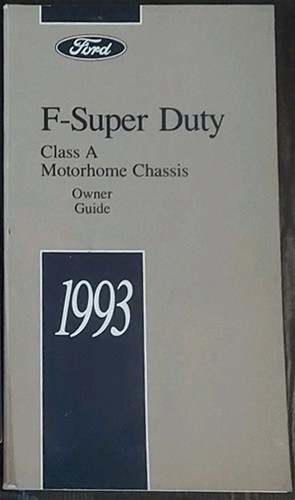 Ford
F-Super Duty
Class A
Motorhome Chassis
Owner
Guide
1993